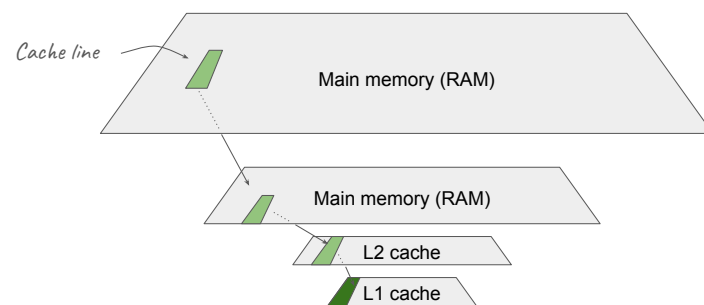 Cache line
Main memory (RAM)
Main memory (RAM)
L2 cache
L1 cache